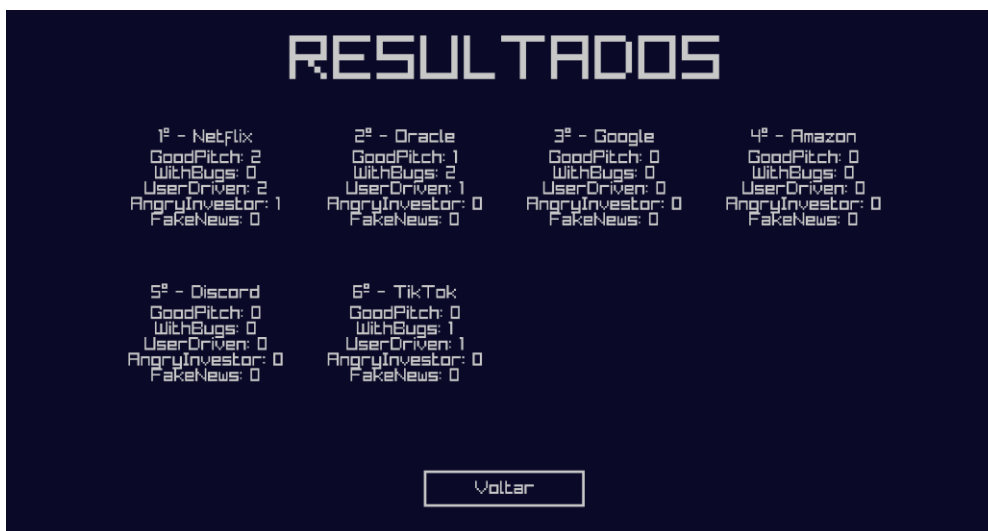 RESULTADOS
1º - Netflix
GoodPitch: 2
WithBugs: 0
UserDriven: 2
AngryInvestor: 1
FakeNews: 0
2º - Oracle
GoodPitch: 1
WithBugs: 2
UserDriven: 1
AngryInvestor: 0
FakeNews: 0
3º - Google
GoodPitch: 0
WithBugs: 0
UserDriven: 0
AngryInvestor: 0
FakeNews: 0
4º - Amazon
GoodPitch: 0
WithBugs: 0
UserDriven: 0
AngryInvestor: 0
FakeNews: 0
5º - Discord
GoodPitch: 0
WithBugs: 0
UserDriven: 0
AngryInvestor: 0
FakeNews: 0
6º - TikTok
GoodPitch: 0
WithBugs: 1
UserDriven: 1
AngryInvestor: 0
FakeNews: 0
Voltar